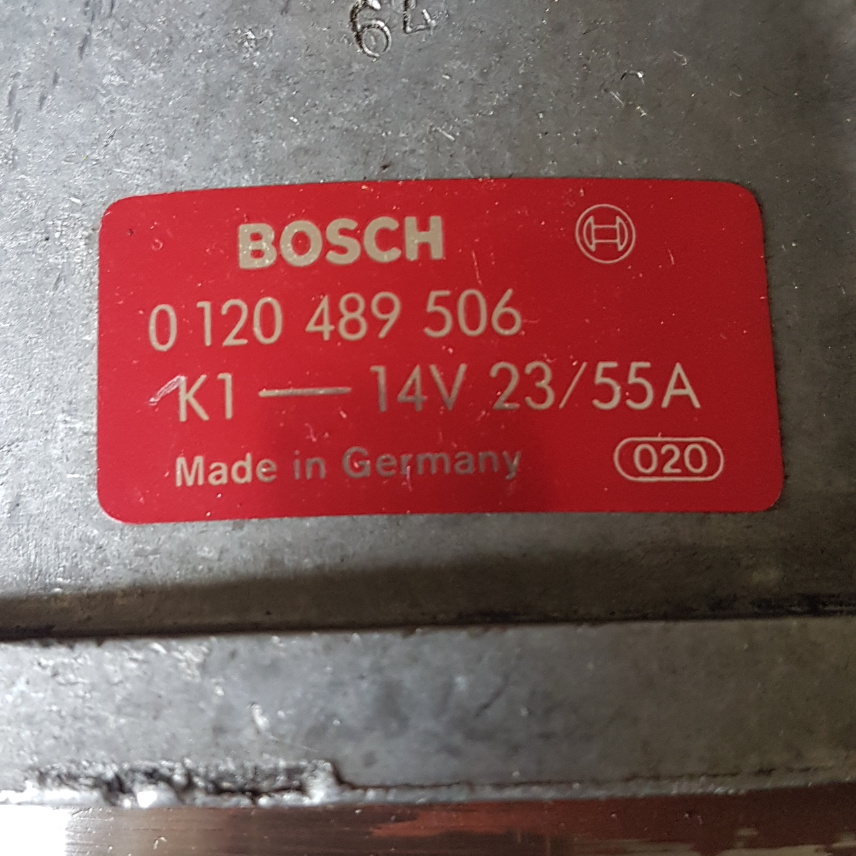 BOSCH
0 120 489 506
K1 — 14V 23/55A
Made in Germany 020